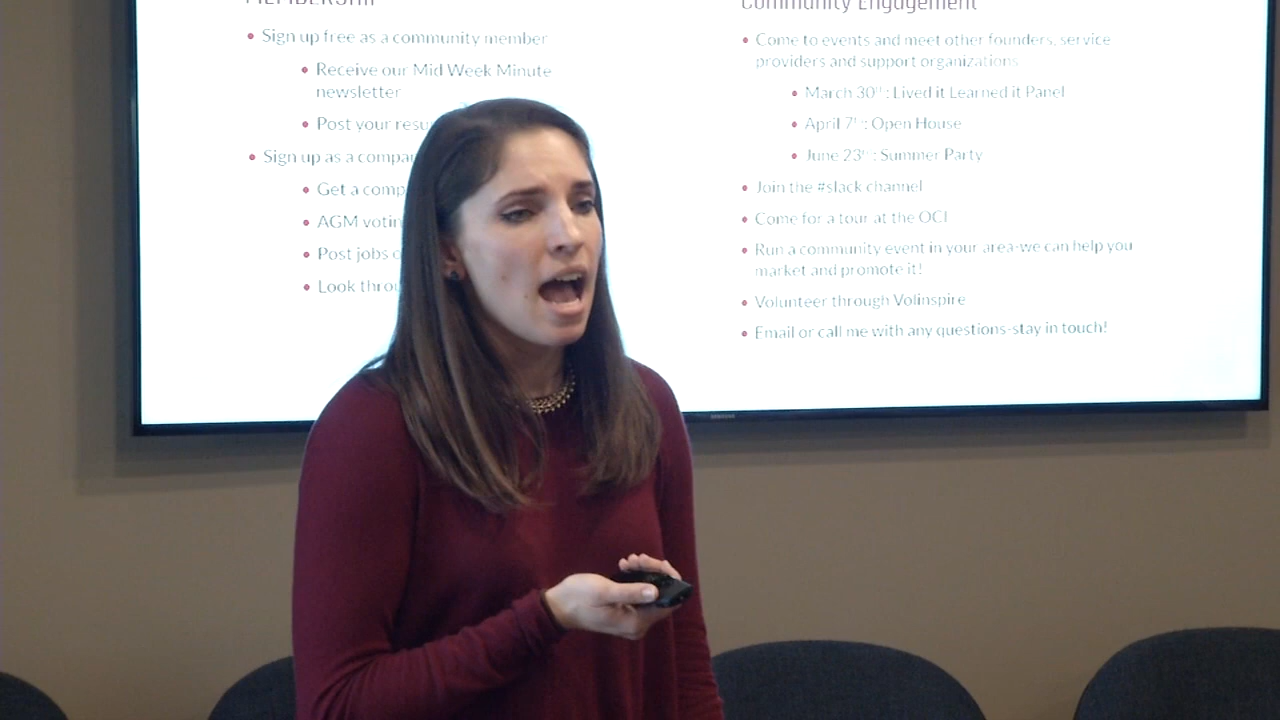 MEMBERSHIP
Sign up free as a community member
Receive our Mid Week Minute
newsletter
Post your resu
Sign up as a compan
Get a comp
AGM votin
Post jobs o
Look throu
Community Engagement
Come to events and meet other founders, service
providers and support organizations
March 30th : Lived it Learned it Panel
April 7th : Open House
June 23rd : Summer Party
Join the #slack channel
Come for a tour at the OCI
Run a community event in your area-we can help you
market and promote it!
Volunteer through Volinspire
Email or call me with any questions-stay in touch!
SAMSUNG